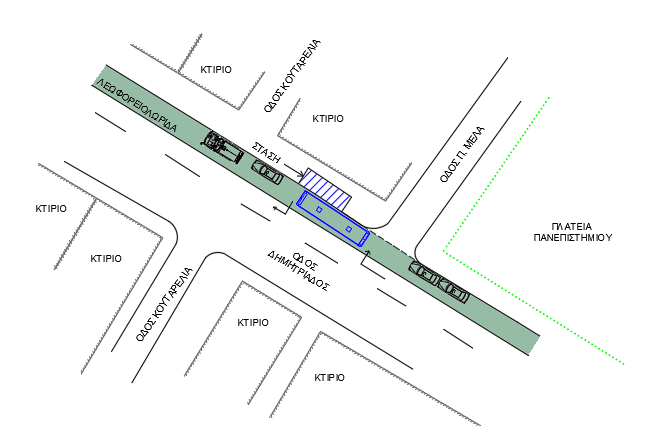 ΚΤΙΡΙΟ
ΟΔΟΣ ΚΟΥΤΑΡΕΛΙΑ
ΛΕΩΦΟΡΕΙΟΛΩΡΙΔΑ
ΚΤΙΡΙΟ
ΣΤΑΣΗ
ΟΔΟΣ Π. ΜΕΛΑ
ΚΤΙΡΙΟ
ΠΛΑΤΕΙΑ
ΠΑΝΕΠΙΣΤΗΜΙΟΥ
ΚΤΙΡΙΟ
ΟΔΟΣ
ΔΗΜΗΤΡΙΑΔΟΣ
ΟΔΟΣ ΚΟΥΤΑΡΕΛΙΑ
ΚΤΙΡΙΟ
ΚΤΙΡΙΟ